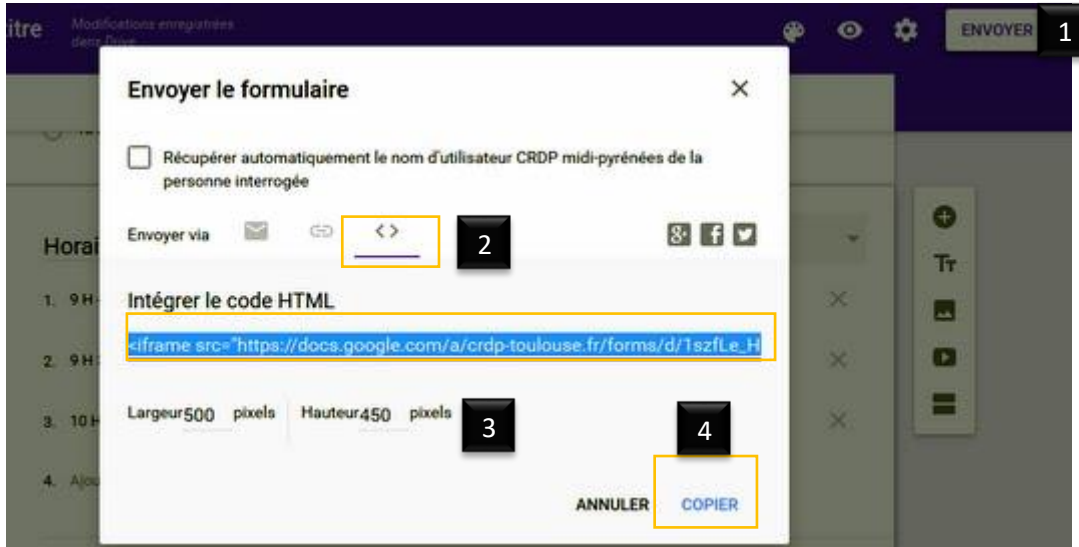 itre
Modifications enregistrées
dans Drive
ENVOYER
1
Envoyer le formulaire
Récupérer automatiquement le nom d'utilisateur CRDP midi-pyrénées de la
personne interrogée
Envoyer via
<>
2
8+ f
Horai
Tт
Intégrer le code HTML
1. 9 H
<iframe src="https://docs.google.com/a/crdp-toulouse.fr/forms/d/1szfLe_H
2. 9 H
Largeur 500 pixels Hauteur 450 pixels
3
4
3. 10 H
4. Ajou
ANNULER COPIER